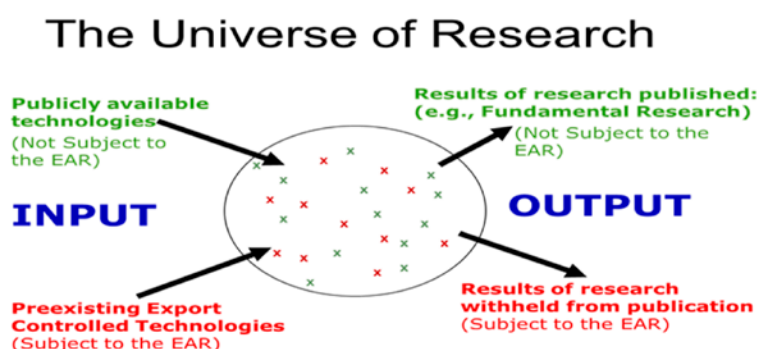 The Universe of Research
Publicly available
technologies
(Not Subject to
the EAR)
Results of research published:
(e.g., Fundamental Research)
(Not Subject to the
EAR)
INPUT
OUTPUT
Preexisting Export
Controlled Technologies
(Subject to the EAR)
Results of research
withheld from publication
(Subject to the EAR)